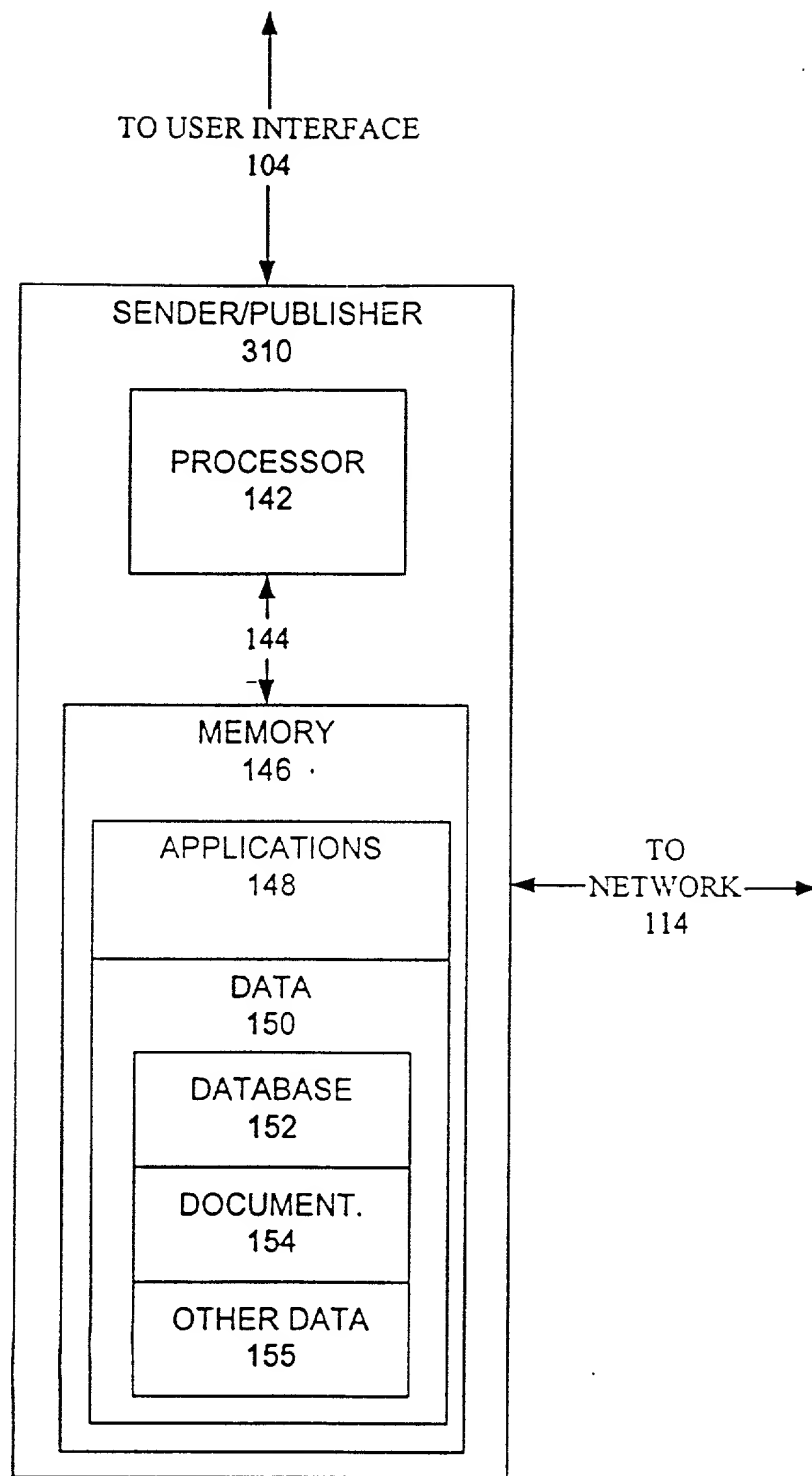 TO USER INTERFACE
104
SENDER/PUBLISHER
310
PROCESSOR
142
144
MEMORY
146
APPLICATIONS
148
TO
NETWORK
114
DATA
150
DATABASE
152
DOCUMENT.
154
OTHER DATA
155